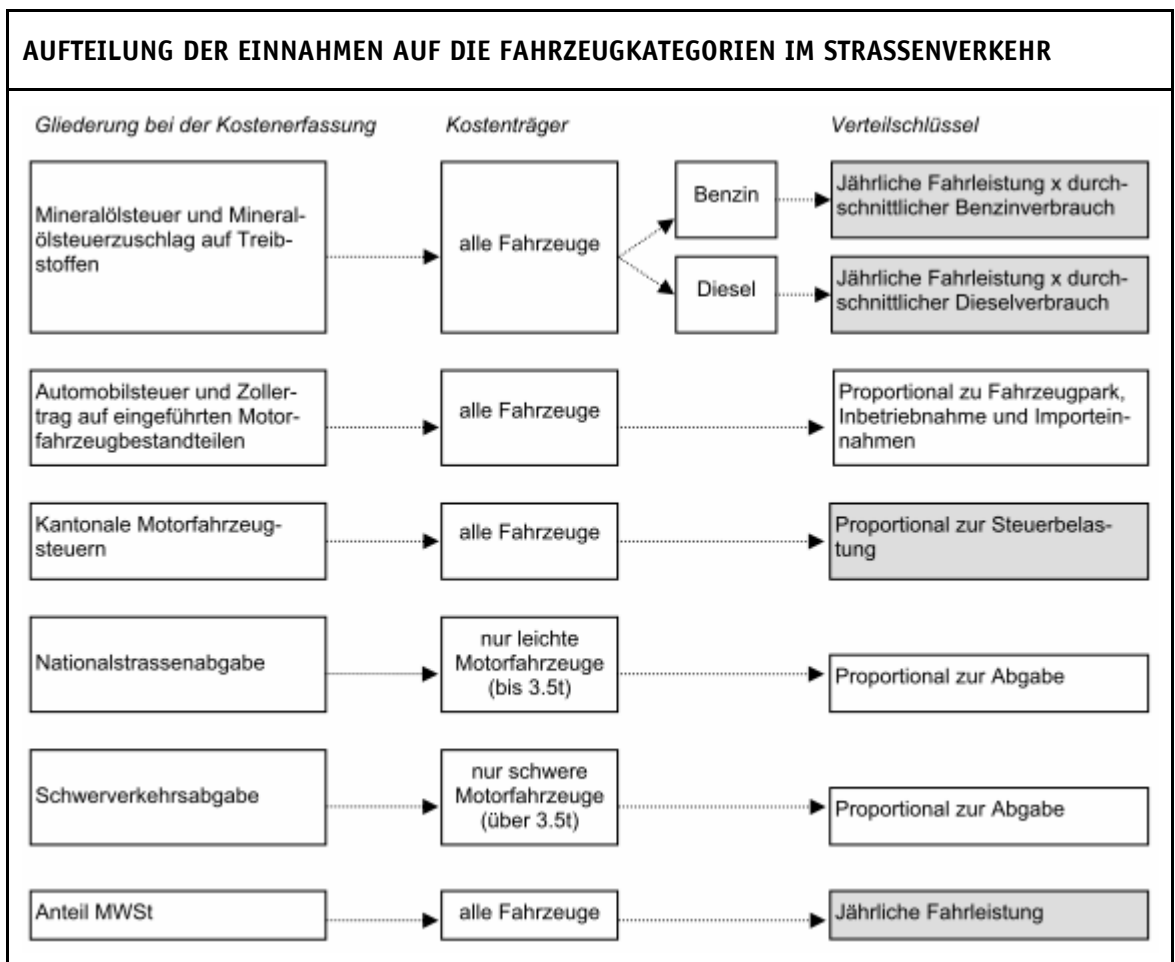 AUFTEILUNG DER EINNAHMEN AUF DIE FAHRZEUGKATEGORIEN IM STRASSENVERKEHR
Gliederung bei der Kostenerfassung
Kostenträger
Verteilschlüssel
Mineralölsteuer und Mineral-
ölsteuerzuschlag auf Treib-
stoffen
alle Fahrzeuge
Benzin
Jährliche Fahrleistung x durch-
schnittlicher Benzinverbrauch
Diesel
Jährliche Fahrleistung x durch-
schnittlicher Dieselverbrauch
Automobilsteuer und Zoller-
trag auf eingeführten Motor-
fahrzeugbestandteilen
alle Fahrzeuge
Proportional zu Fahrzeugpark,
Inbetriebnahme und Importein-
nahmen
Kantonale Motorfahrzeug-
steuern
alle Fahrzeuge
Proportional zur Steuerbelas-
tung
Nationalstrassenabgabe
nur leichte
Motorfahrzeuge
(bis 3.5t)
Proportional zur Abgabe
Schwerverkehrsabgabe
nur schwere
Motorfahrzeuge
(über 3.5t)
Proportional zur Abgabe
Anteil MWSt
alle Fahrzeuge
Jährliche Fahrleistung